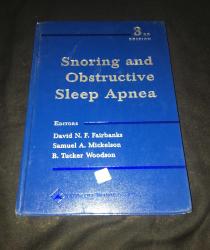 3RD
EDITION
Snoring and
Obstructive
Sleep Apnea
EDITORS
David N. F. Fairbanks
Samuel A. Mickelson
B. Tucker Woodson